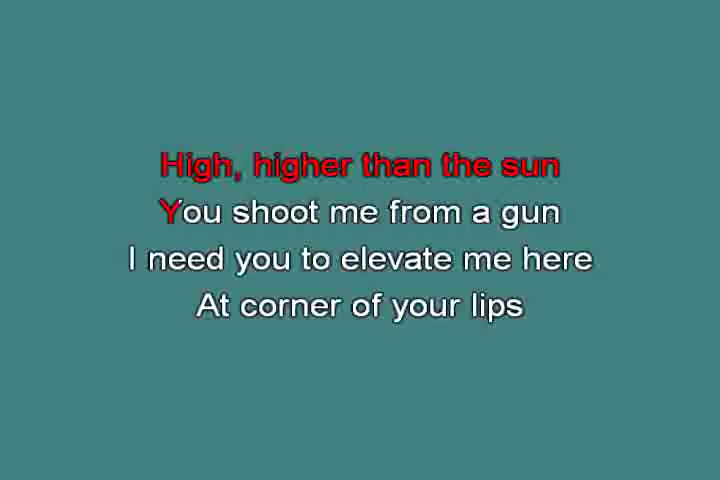 High, higher than the sun
You shoot me from a gun
I need you to elevate me here
At corner of your lips